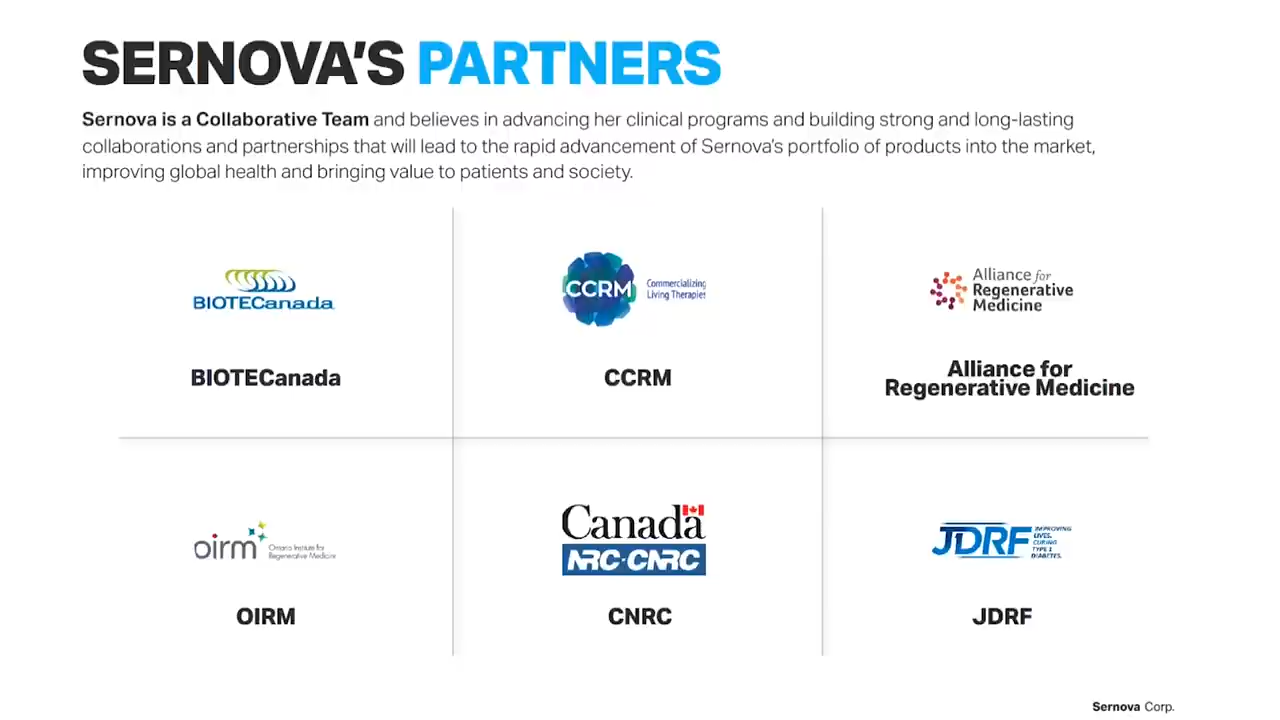 SERNOVA'S PARTNERS
Sernova is a Collaborative Team and believes in advancing her clinical programs and building strong and long-lasting
collaborations and partnerships that will lead to the rapid advancement of Sernova's portfolio of products into the market,
improving global health and bringing value to patients and society.
BIOTECanada
BIOTECanada
CCRM
Commercializing
Living Therapies
CCRM
Alliance for
Regenerative
Medicine
Alliance for
Regenerative Medicine
oirm
Ontario Institute for
Regenerative Medicine
OIRM
Canada
NRC·CNRC
CNRC
JDRF
IMPROVING
LIVES.
CURING
TYPE 1
DIABETES.
JDRF
Sernova Corp.